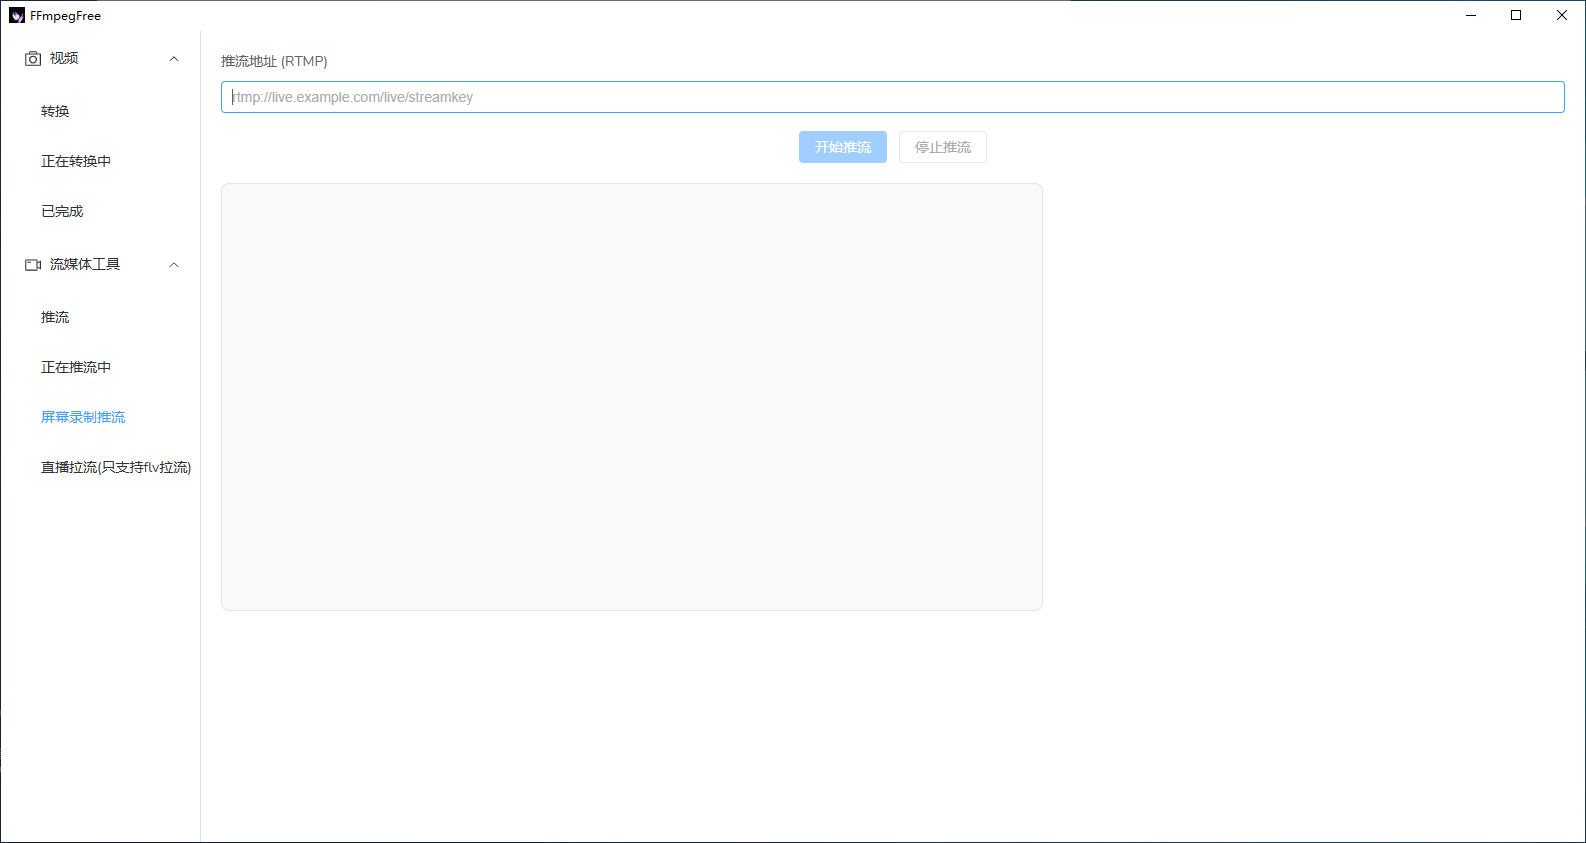 FFmpegFree
视频
转换
正在转换中
已完成
流媒体工具
推流
正在推流中
屏幕录制推流
直播拉流(只支持flv拉流)
推流地址 (RTMP)
rtmp://live.example.com/live/streamkey
开始推流
停止推流